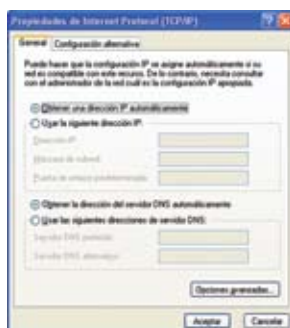 Propiedades de Internet Protocol (TCP/IP)
General
Configuración alternativa
Puede hacer que la configuración IP se asigne automáticamente si su
red es compatible con este recurso. De lo contrario, necesita consultar
con el administrador de la red cuál es la configuración IP apropiada.
Obtener una dirección IP automáticamente
Usar la siguiente dirección IP:
Dirección IP:
Máscara de subred:
Puerta de enlace predeterminada:
Obtener la dirección del servidor DNS automáticamente
Usar las siguientes direcciones de servidor DNS:
Servidor DNS preferido:
Servidor DNS alternativo:
Opciones avanzadas...
Aceptar
Cancelar